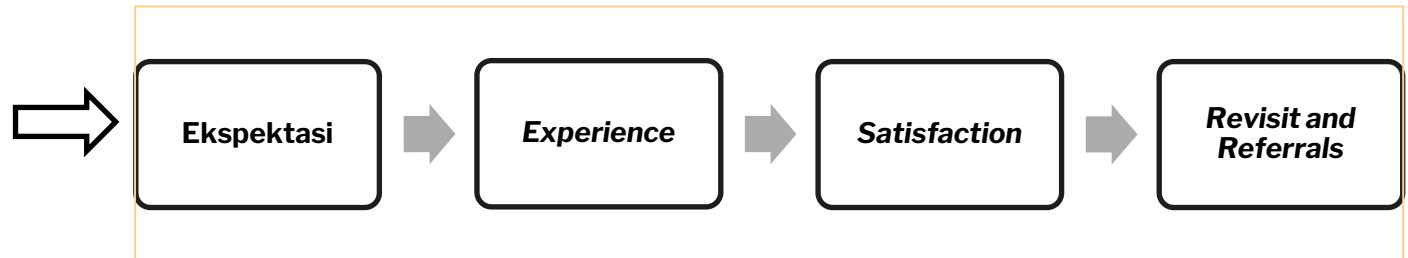 Ekspektasi
Experience
Satisfaction
Revisit and
Referrals